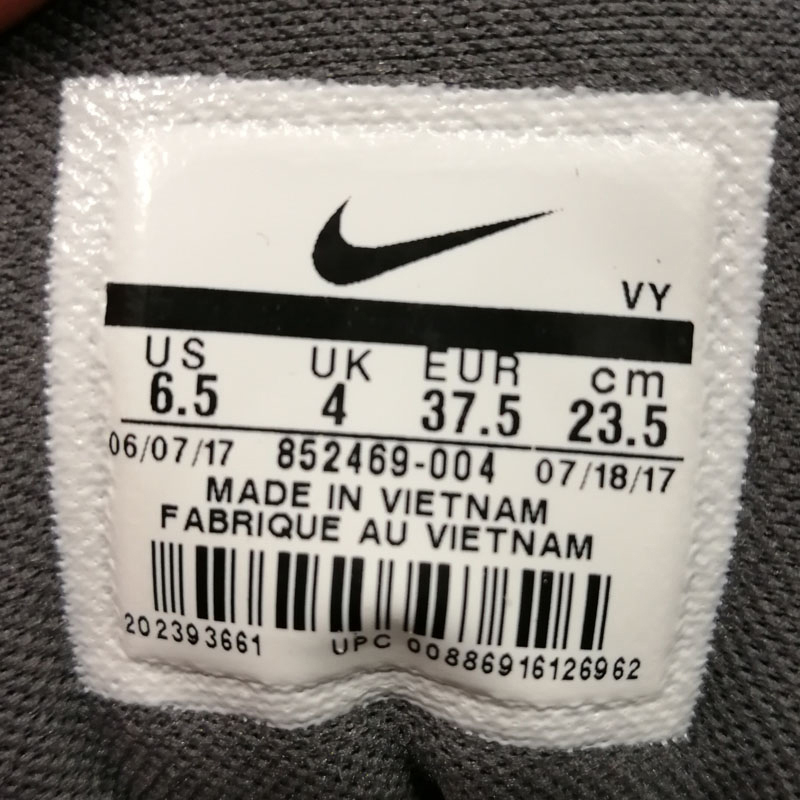 VY
US UK EUR cm
6.5 4 37.5 23.5
06/07/17 852469-004 07/18/17
MADE IN VIETNAM
FABRIQUE AU VIETNAM
202393661 UPC 00886916126962